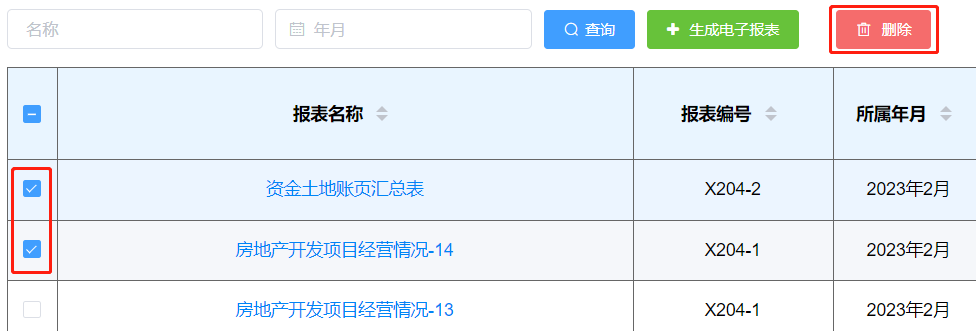 名称 年月 查询 生成电子报表 删除
报表名称 报表编号 所属年月
资金土地账页汇总表 X204-2 2023年2月
房地产开发项目经营情况-14 X204-1 2023年2月
房地产开发项目经营情况-13 X204-1 2023年2月